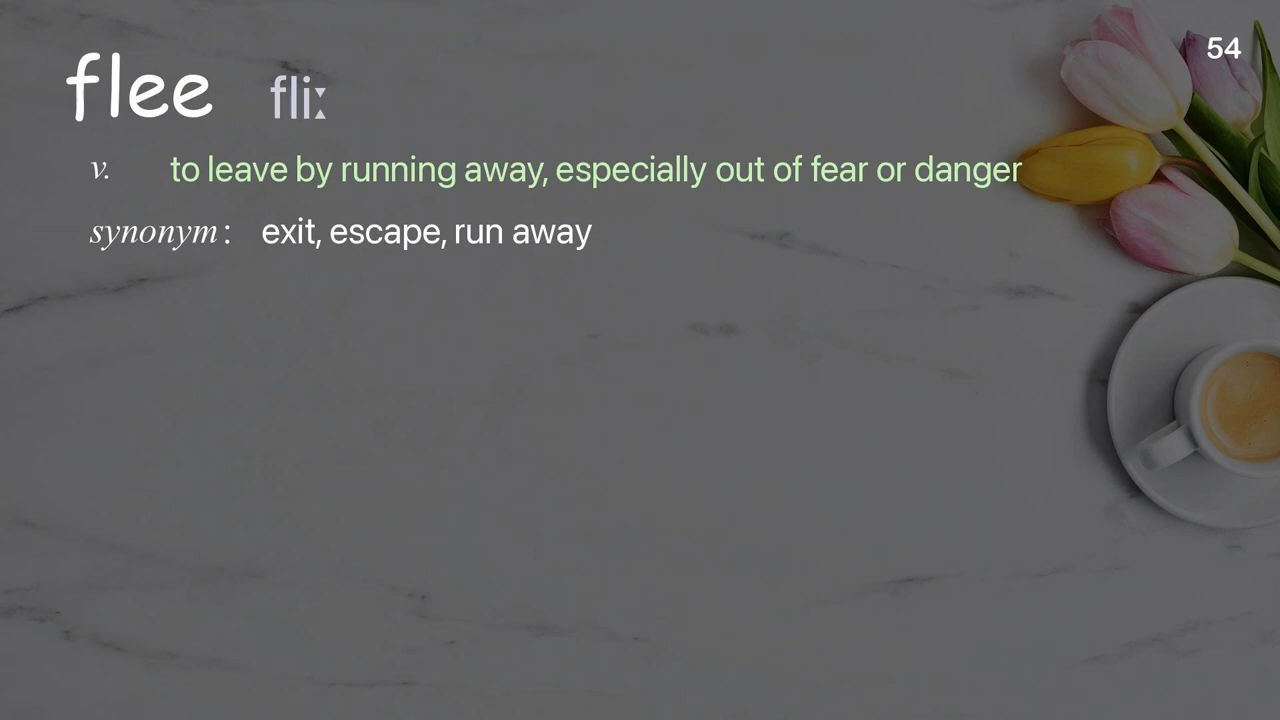 54
flee fliː
v. to leave by running away, especially out of fear or danger
synonym : exit, escape, run away